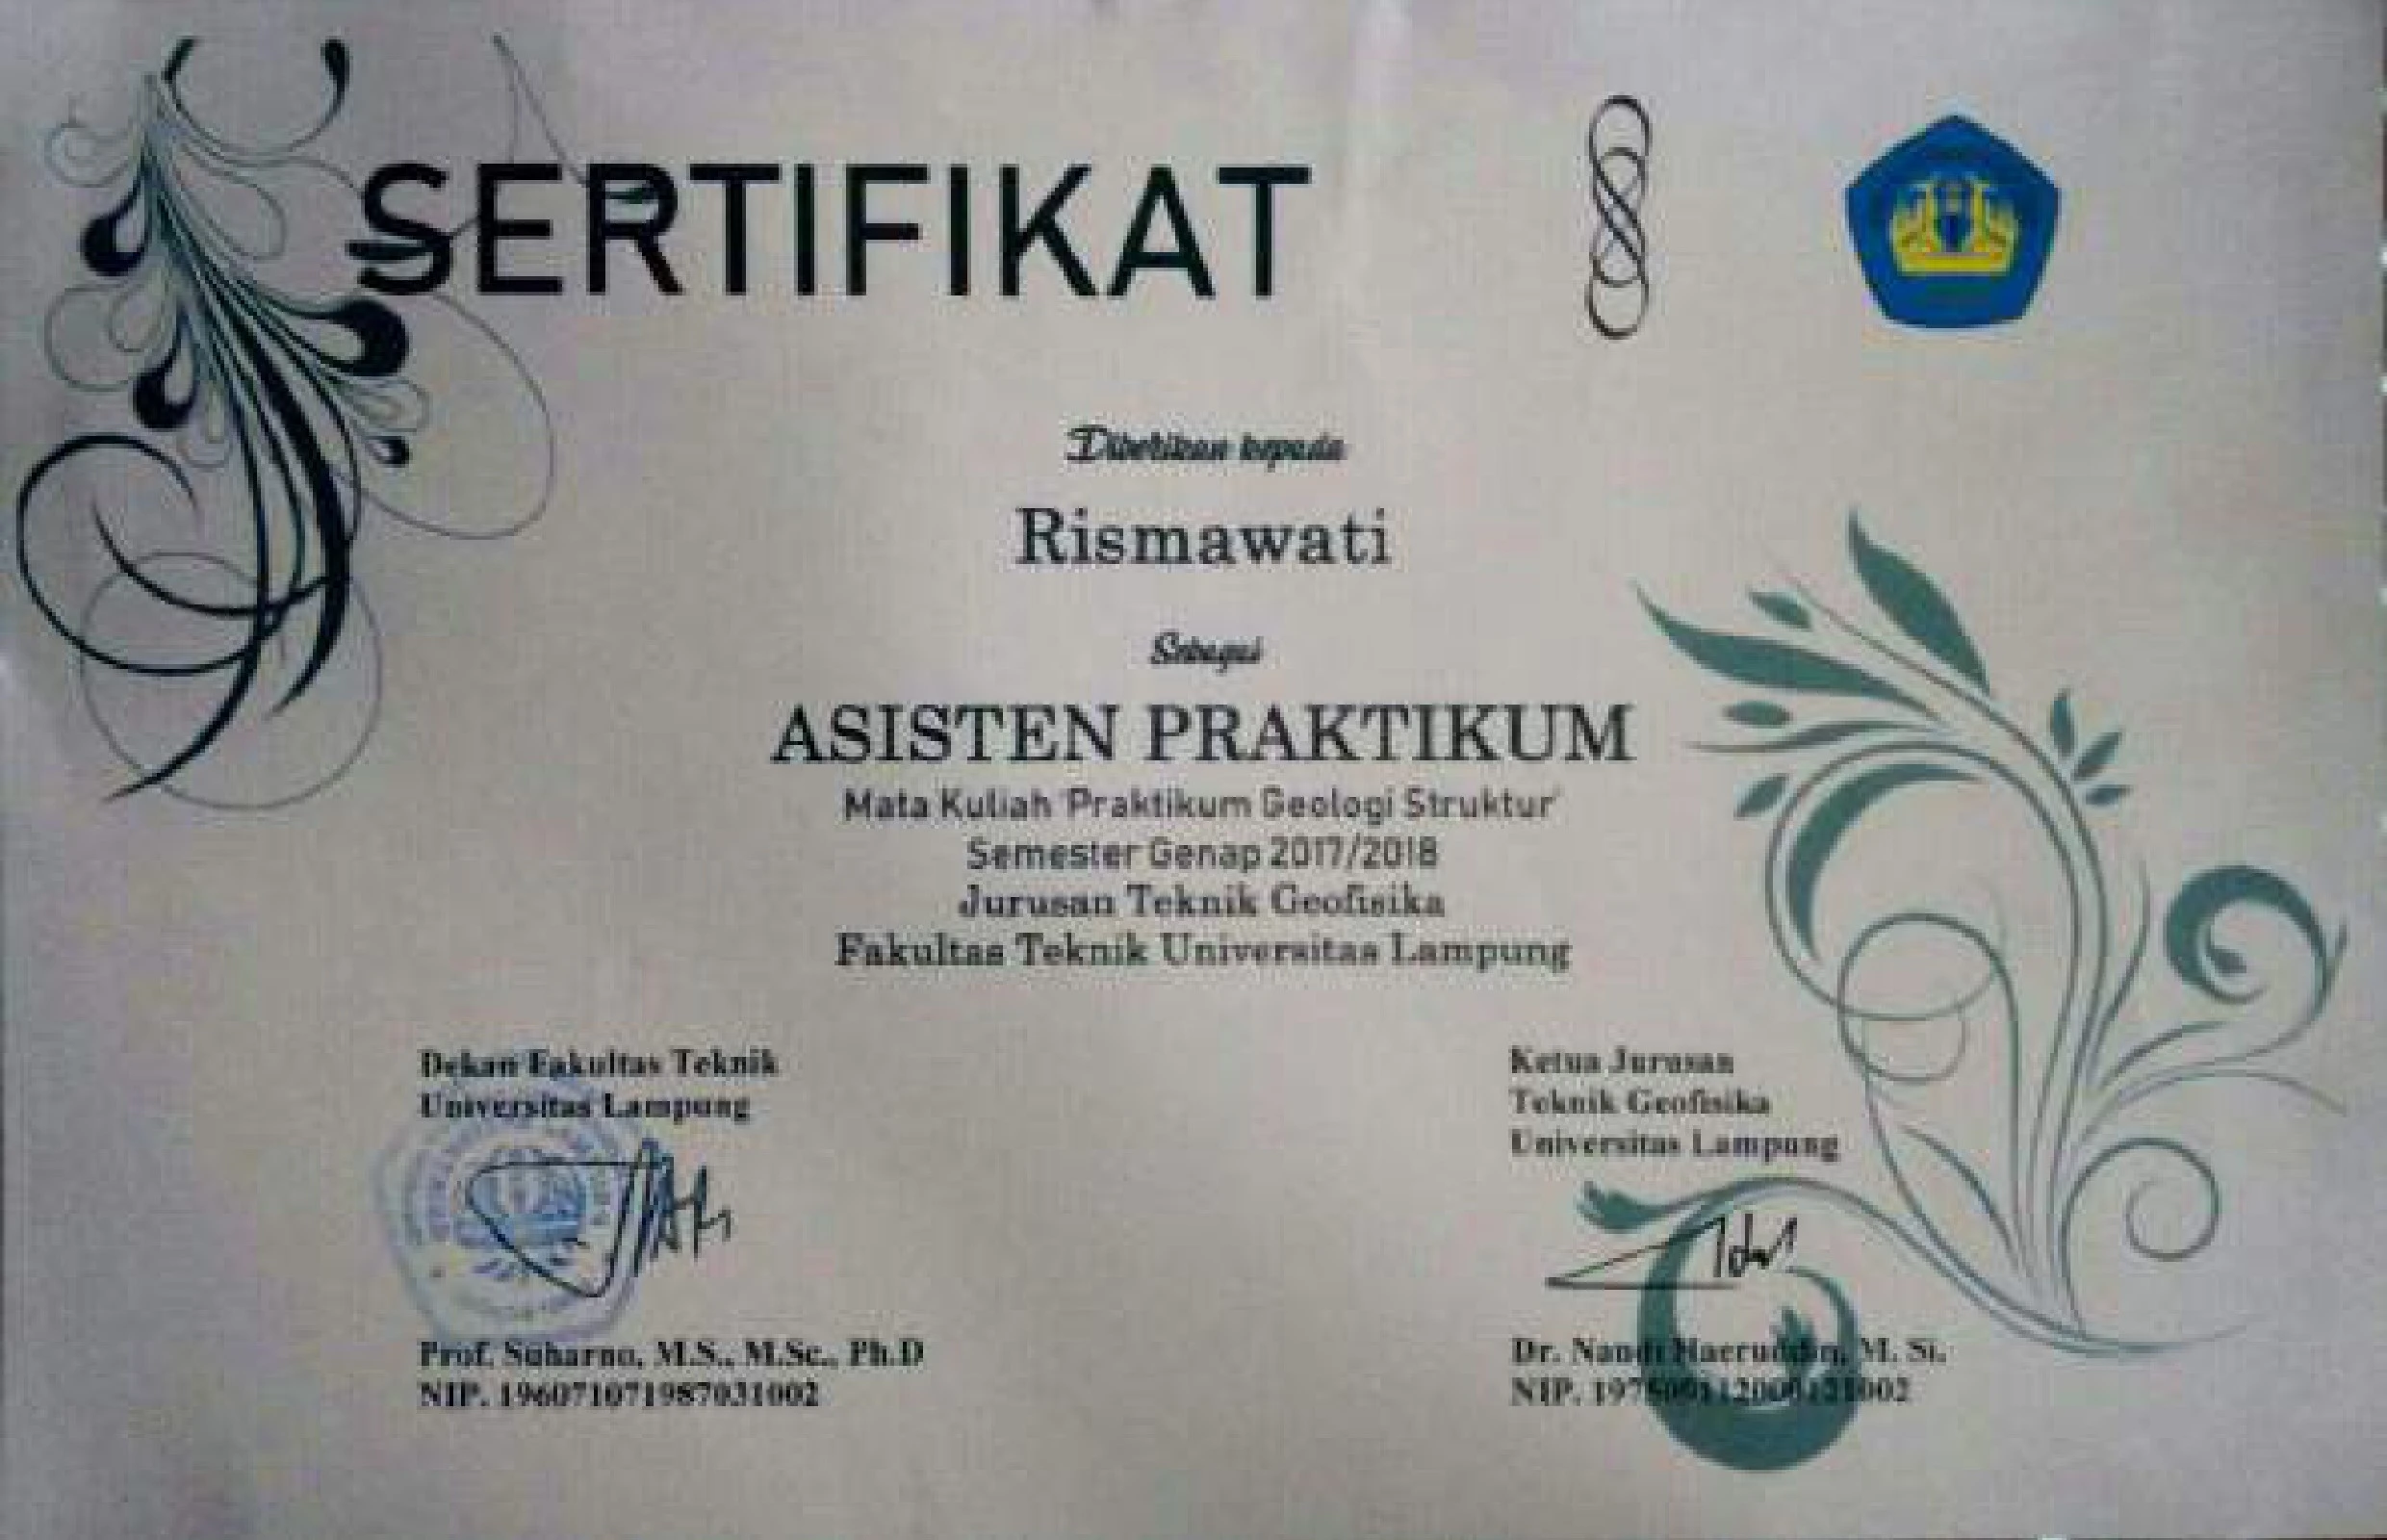 SERTIFIKAT
Diberikan kepada
Rismawati
Sebagai
ASISTEN PRAKTIKUM
Mata Kuliah 'Praktikum Geologi Struktur'
Semester Genap 2017/2018
Jurusan Teknik Geofisika
Fakultas Teknik Universitas Lampung
Dekan Fakultas Teknik
Universitas Lampung
Prof. Suharno, M.S., M.Sc., Ph.D
NIP. 196071071987031002
Ketua Jurusan
Teknik Geofisika
Universitas Lampung
Dr. Nandi Haerudin, M. Si.
NIP.